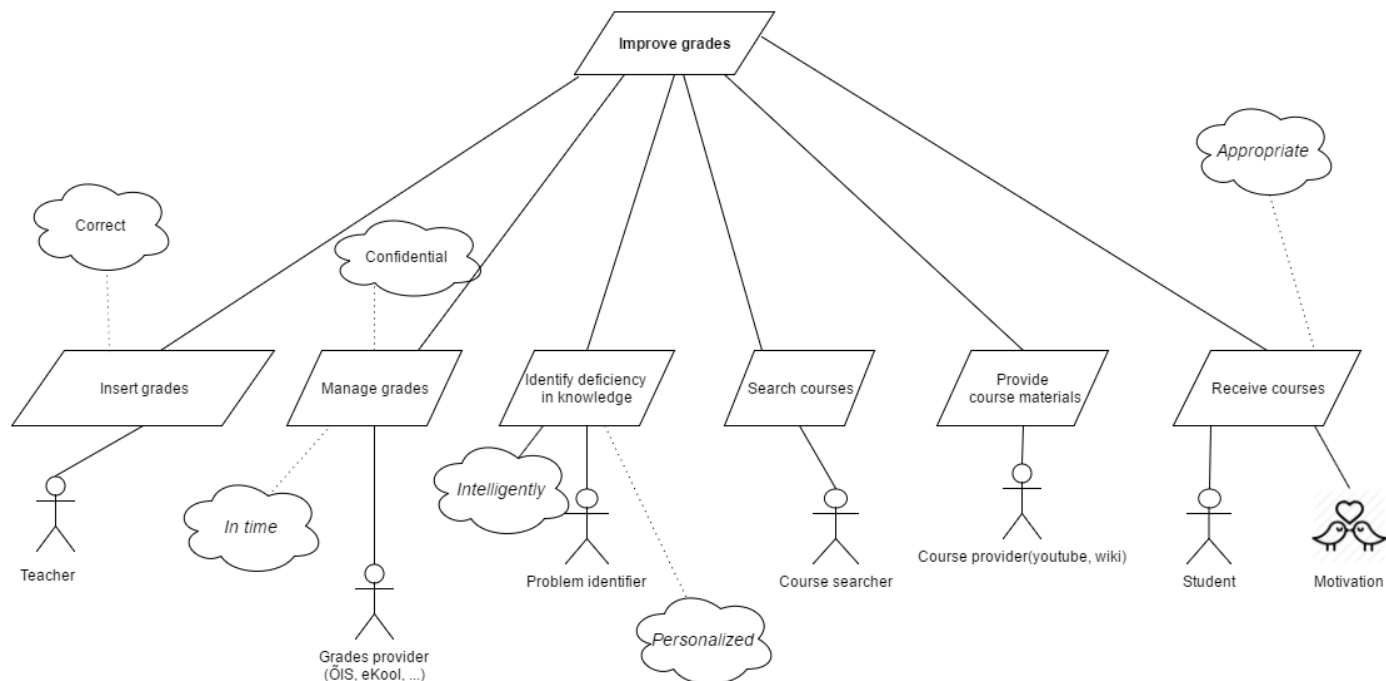 Improve grades
Appropriate
Correct
Confidential
Insert grades
Manage grades
Identify deficiency
in knowledge
Search courses
Provide
course materials
Receive courses
Intelligently
In time
Teacher
Problem identifier
Course searcher
Course provider(youtube, wiki)
Student
Motivation
Personalized
Grades provider
(ÕIS, eKool, ...)